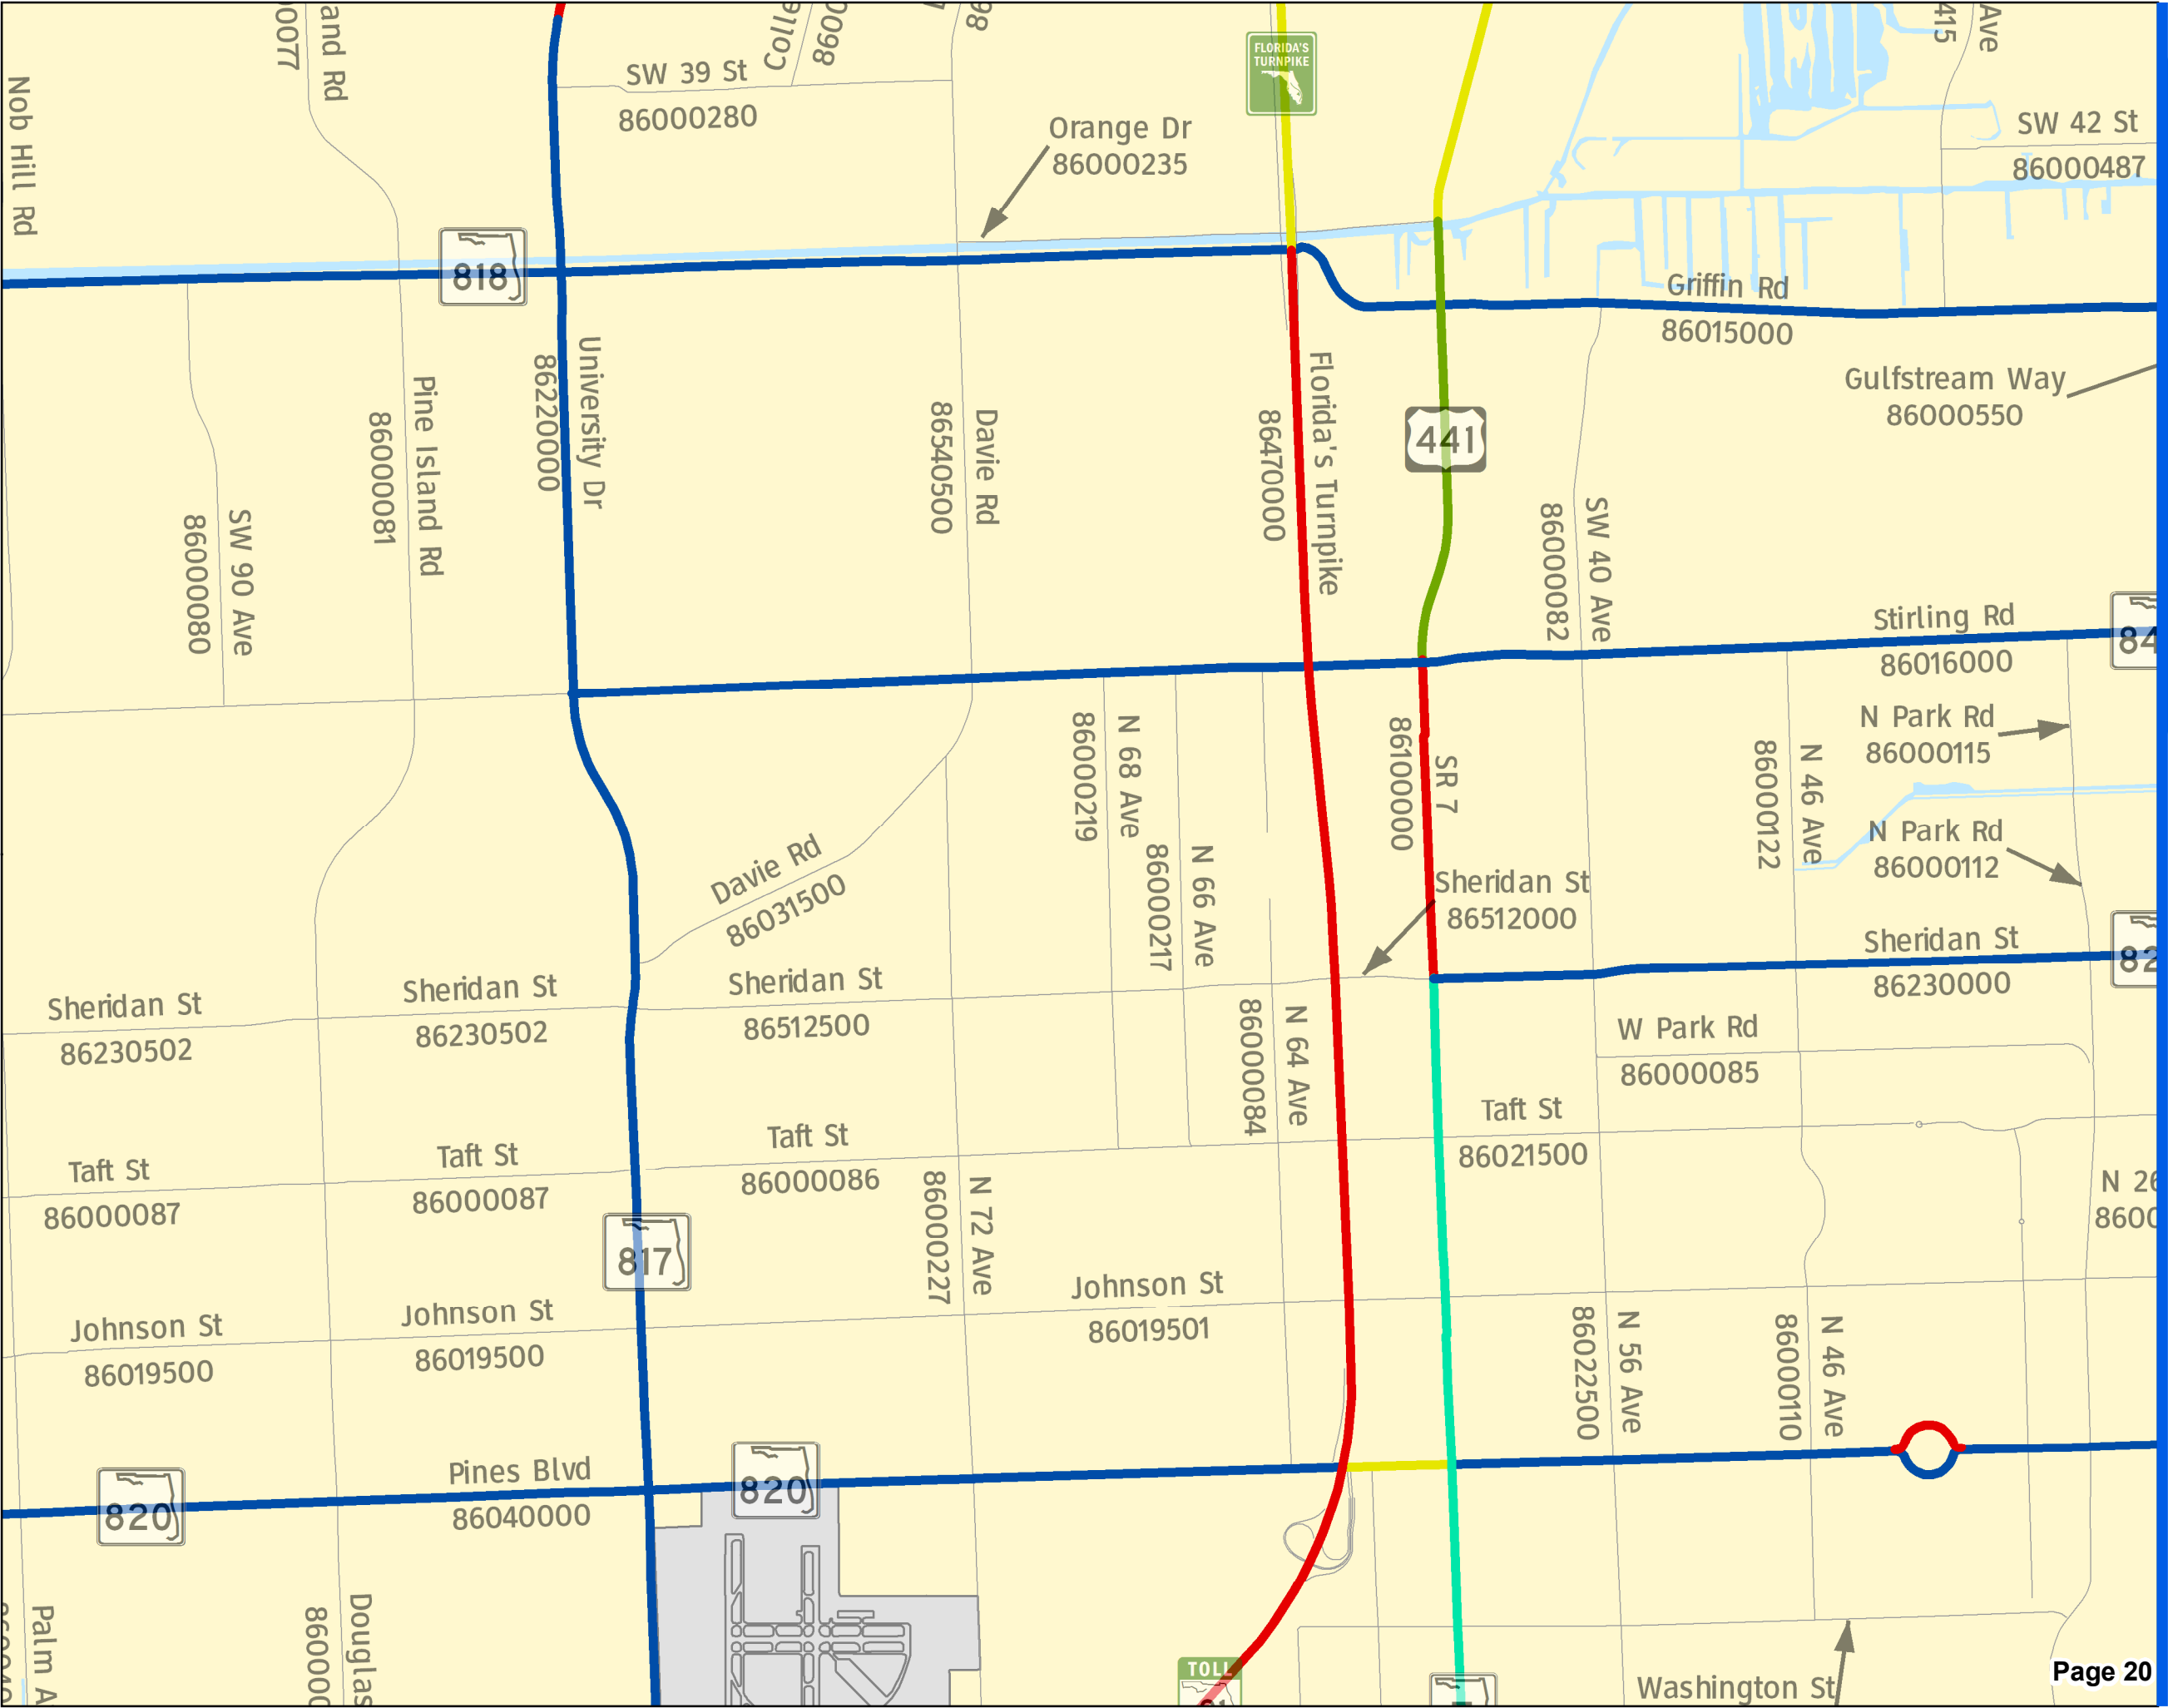 Nob Hill Rd
SW 39 St
86000280
FLORIDA'S
TURNPIKE
Orange Dr
86000235
415
Ave
SW 42 St
86000487
818
Griffin Rd
86015000
Gulfstream Way
86000550
University Dr
86220000
Pine Island Rd
86000081
SW 90 Ave
86000080
Davie Rd
86540500
Florida's Turnpike
86470000
441
SW 40 Ave
86000082
Stirling Rd
86016000
N Park Rd
86000115
N 68 Ave
86000219
N 66 Ave
86000217
SR 7
86100000
N 46 Ave
86000122
N Park Rd
86000112
Davie Rd
86031500
Sheridan St
86512000
Sheridan St
86230000
Sheridan St
86230502
Sheridan St
86230502
Sheridan St
86512500
N 64 Ave
86000084
W Park Rd
86000085
Taft St
86021500
Taft St
86000087
Taft St
86000087
Taft St
86000086
N 72 Ave
86000227
817
Johnson St
86019500
Johnson St
86019500
Johnson St
86019501
N 56 Ave
86022500
N 46 Ave
86000110
Pines Blvd
86040000
820
820
Douglas
TOLL
Washington St
Page 20